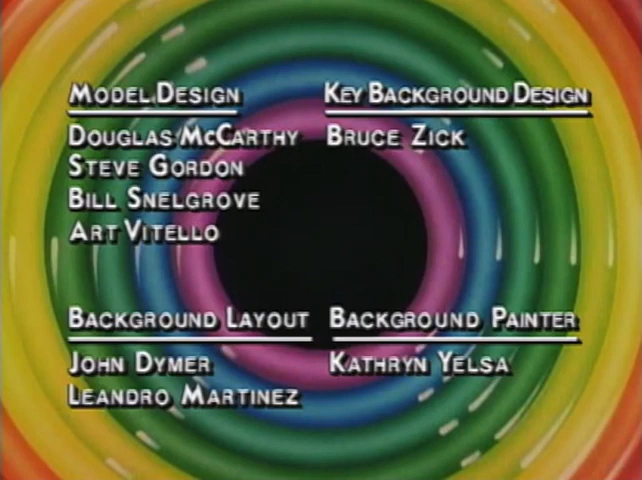 Model Design
Douglas McCarthy
Steve Gordon
Bill Snelgrove
Art Vitello
Key Background Design
Bruce Zick
Background Layout
John Dymer
Leandro Martinez
Background Painter
Kathryn Yelsa